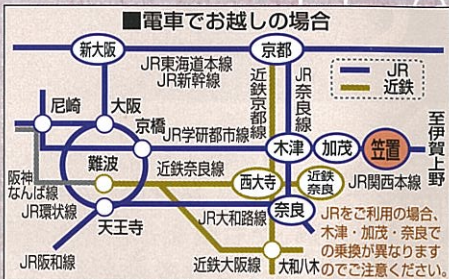 ■電車でお越しの場合
新大阪
京都
JR東海道本線
JR新幹線
近鉄京都線
JR奈良線
JR
近鉄
尼崎
大阪
京橋
JR学研都市線
木津
加茂
笠置
至伊賀上野
難波
近鉄奈良線
西大寺
近鉄
奈良
JR関西本線
阪神
なんば線
JR環状線
天王寺
JR大和路線
奈良
JRをご利用の場合、
木津・加茂・奈良で
の乗換が異なります
のでご注意ください。
JR阪和線
近鉄大阪線
大和八木